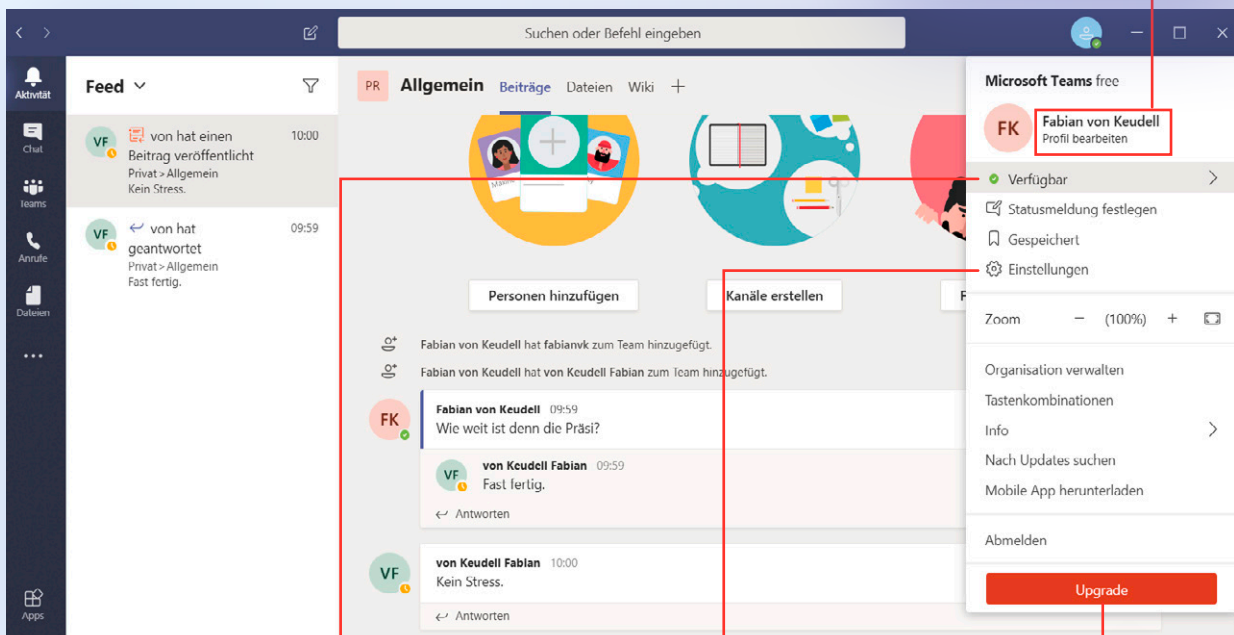 Suchen oder Befehl eingeben
Aktivität
Chat
Teams
Anrufe
Dateien
Apps
Feed
VF
von hat einen
10:00
Beitrag veröffentlicht
Privat > Allgemein
Kein Stress.
VF
von hat
09:59
geantwortet
Privat > Allgemein
Fast fertig.
PR Allgemein Beiträge Dateien Wiki +
Personen hinzufügen
Kanäle erstellen
F
Fabian von Keudell hat fabianvk zum Team hinzugefügt.
Fabian von Keudell hat von Keudell Fabian zum Team hinzugefügt.
FK
Fabian von Keudell 09:59
Wie weit ist denn die Präsi?
VF
von Keudell Fabian 09:59
Fast fertig.
Antworten
VF
von Keudell Fabian 10:00
Kein Stress.
Antworten
Microsoft Teams free
FK
Fabian von Keudell
Profil bearbeiten
Verfügbar
Statusmeldung festlegen
Gespeichert
Einstellungen
Zoom − (100%) +
Organisation verwalten
Tastenkombinationen
Info
Nach Updates suchen
Mobile App herunterladen
Abmelden
Upgrade